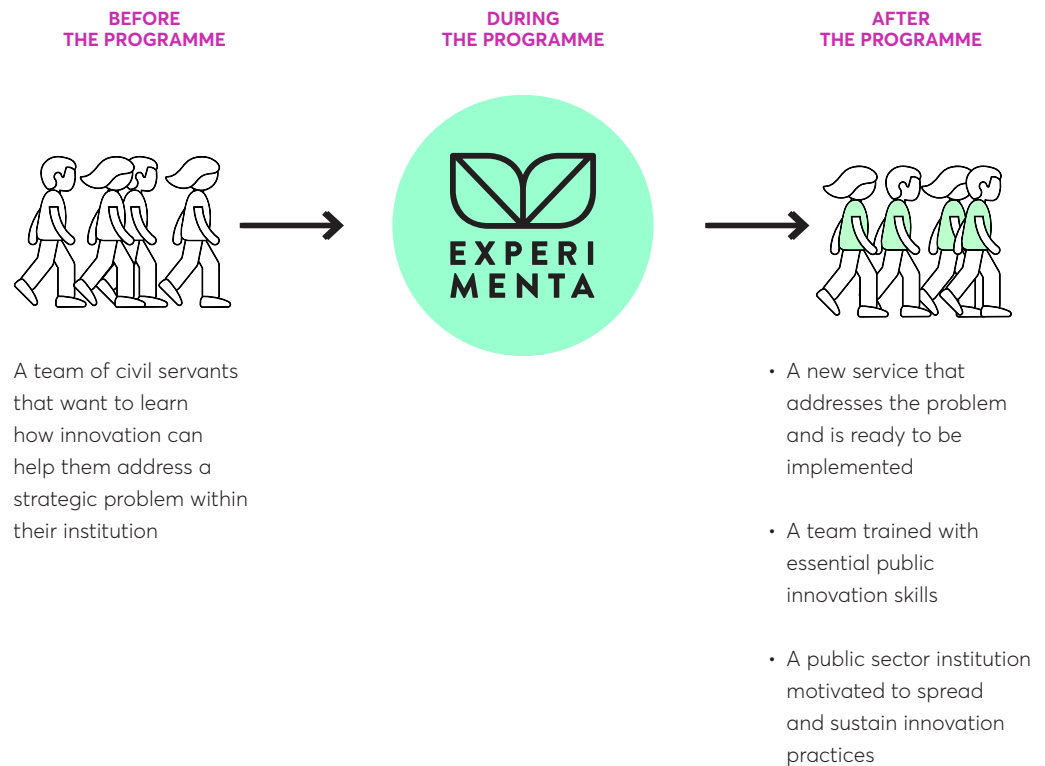 BEFORE
THE PROGRAMME
DURING
THE PROGRAMME
AFTER
THE PROGRAMME
EXPERI
MENTA
A team of civil servants
that want to learn
how innovation can
help them address a
strategic problem within
their institution
• A new service that
addresses the problem
and is ready to be
implemented
• A team trained with
essential public
innovation skills
• A public sector institution
motivated to spread
and sustain innovation
practices